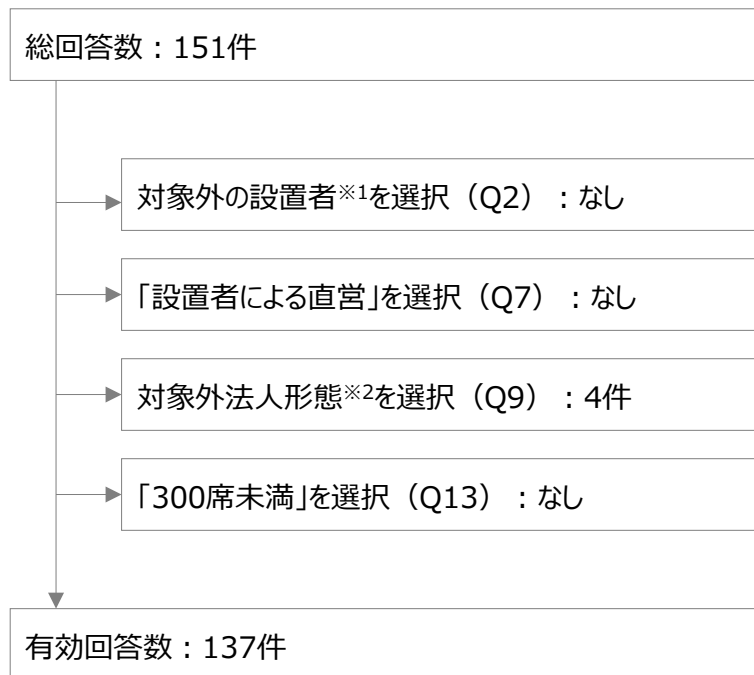 総回答数：151件
対象外の設置者※1を選択（Q2）：なし
「設置者による直営」を選択（Q7）：なし
対象外法人形態※2を選択（Q9）：4件
「300席未満」を選択（Q13）：なし
有効回答数：137件